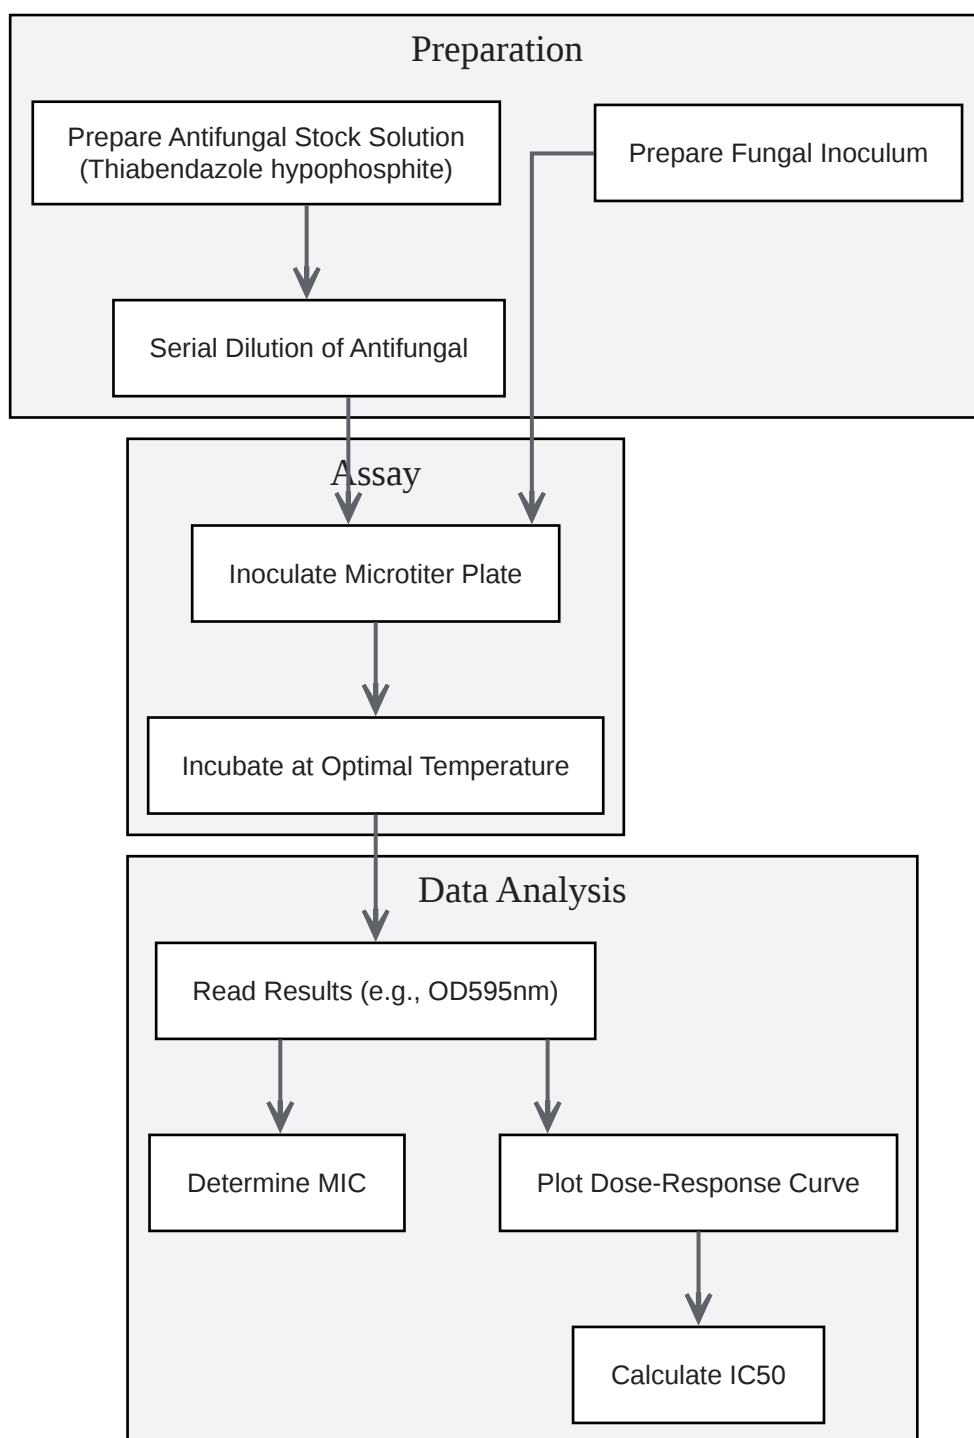 Preparation
Prepare Antifungal Stock Solution
(Thiabendazole hypophosphite)
Prepare Fungal Inoculum
Serial Dilution of Antifungal
Assay
Inoculate Microtiter Plate
Incubate at Optimal Temperature
Data Analysis
Read Results (e.g., OD595nm)
Determine MIC
Plot Dose-Response Curve
Calculate IC50